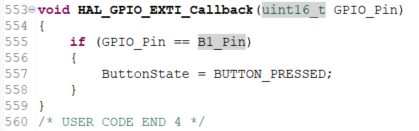 553 void HAL_GPIO_EXTI_Callback(uint16_t GPIO_Pin)
554 {
555     if (GPIO_Pin == B1_Pin)
556     {
557         ButtonState = BUTTON_PRESSED;
558     }
559 }
560 /* USER CODE END 4 */